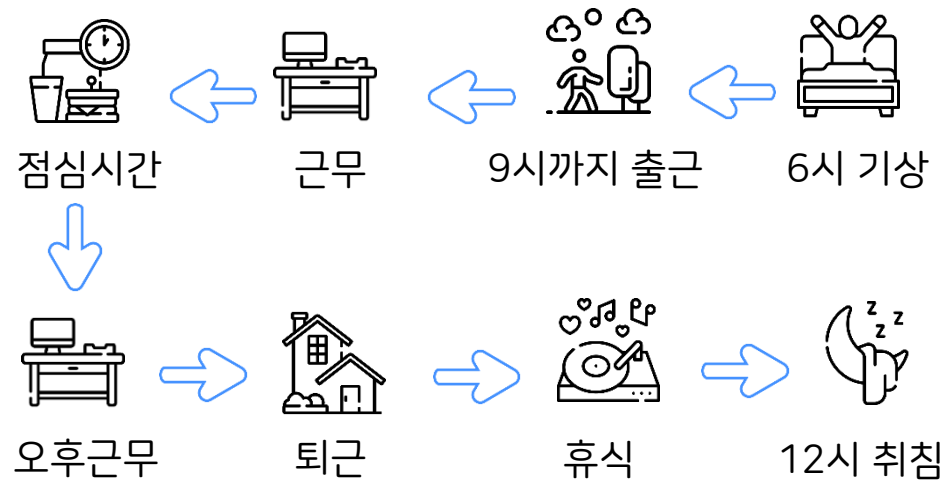 6시 기상
9시까지 출근
근무
점심시간
오후근무
퇴근
휴식
12시 취침